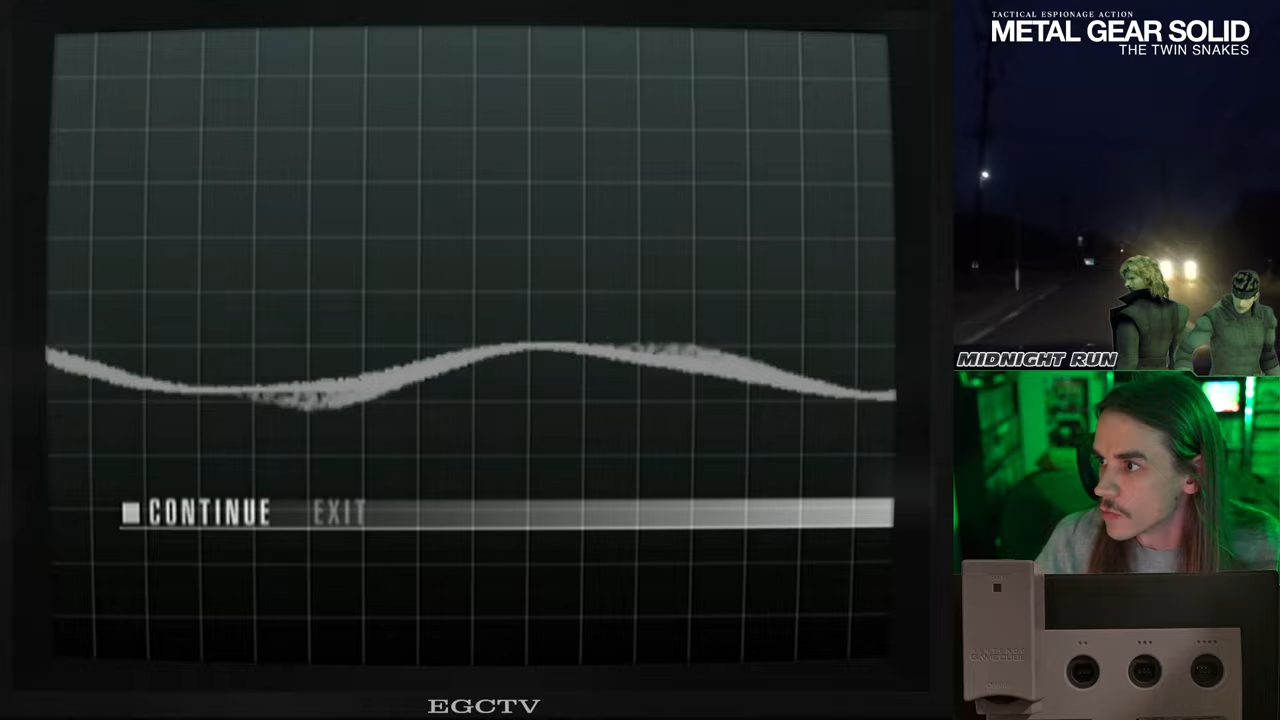 TACTICAL ESPIONAGE ACTION
METAL GEAR SOLID
THE TWIN SNAKES
MIDNIGHT RUN
CONTINUE EXIT
EGCTV